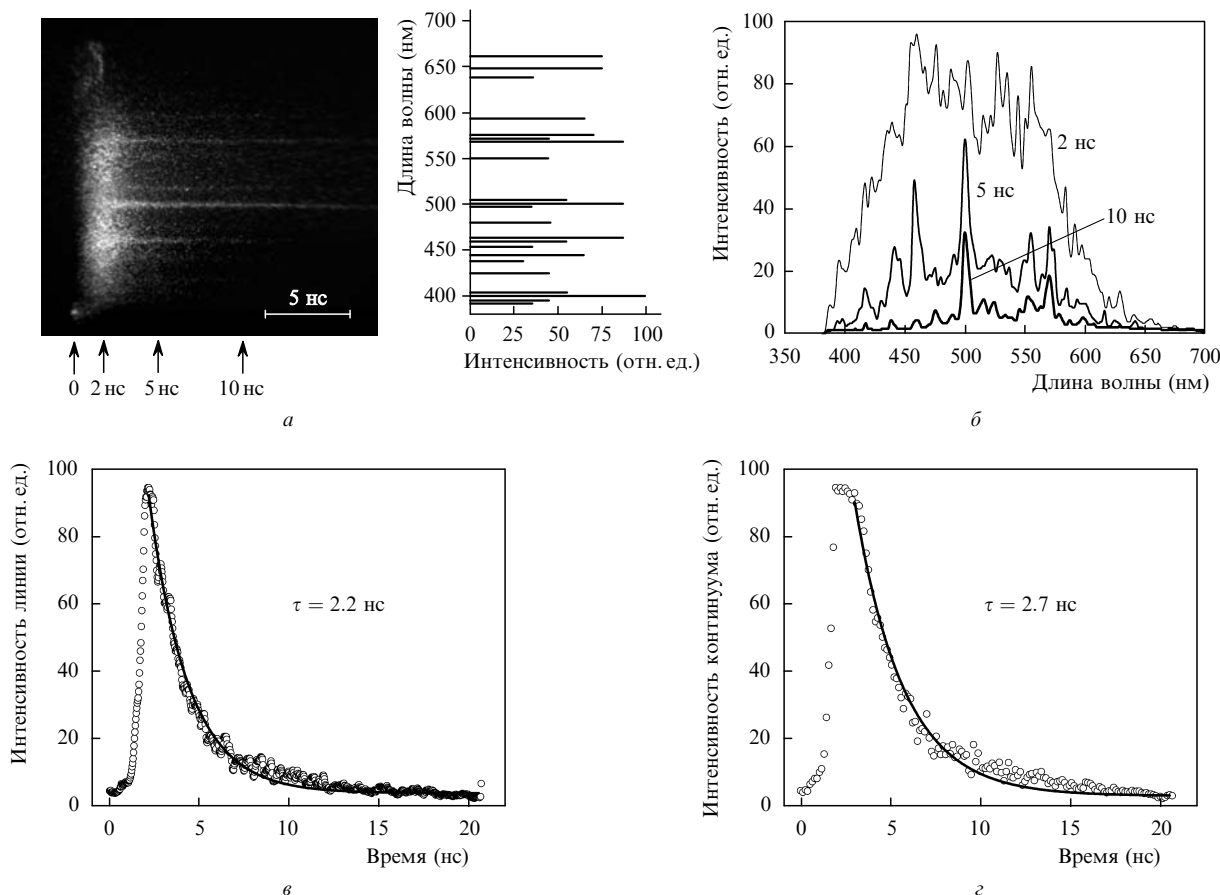 700
650
600
550
500
450
400
Длина волны (нм)
0 25 50 75 100
Интенсивность (отн. ед.)
5 нс
0 2 нс 5 нс 10 нс
а
100
80
60
40
20
0
Интенсивность (отн. ед.)
2 нс
5 нс
10 нс
350 400 450 500 550 600 650 700
Длина волны (нм)
б
100
80
60
40
20
0
Интенсивность линии (отн. ед.)
τ = 2.2 нс
0 5 10 15 20
Время (нс)
в
100
80
60
40
20
0
Интенсивность континуума (отн. ед.)
τ = 2.7 нс
0 5 10 15 20
Время (нс)
г